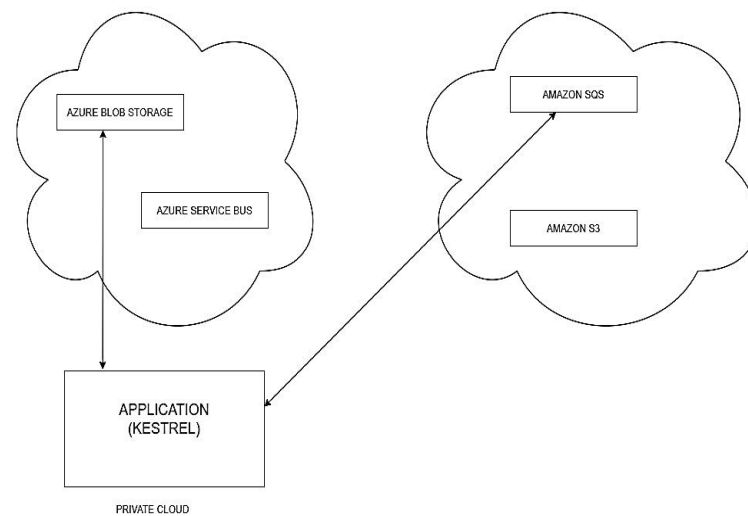 AZURE BLOB STORAGE
AMAZON SQS
AZURE SERVICE BUS
AMAZON S3
APPLICATION
(KESTREL)
PRIVATE CLOUD